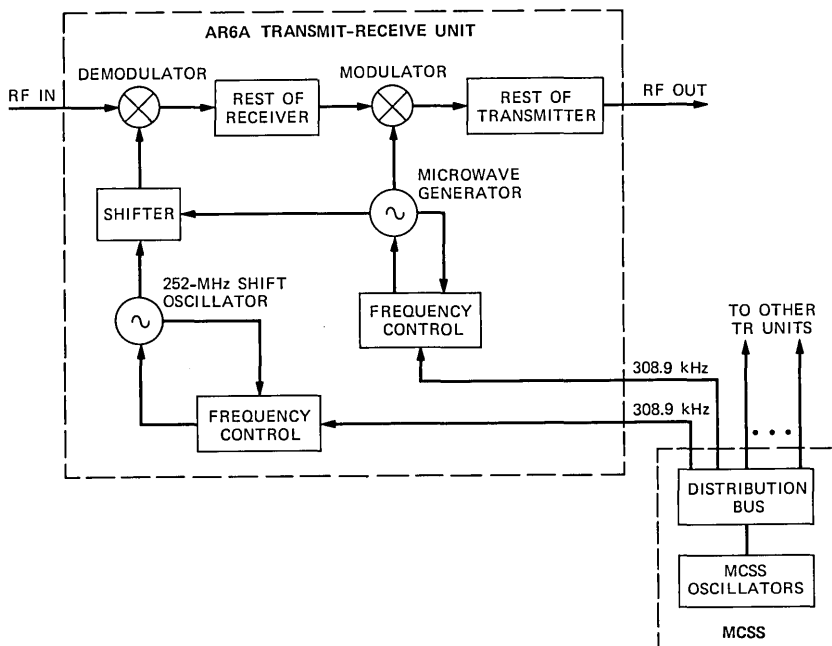 AR6A TRANSMIT-RECEIVE UNIT
DEMODULATOR
MODULATOR
RF IN
REST OF
RECEIVER
REST OF
TRANSMITTER
RF OUT
MICROWAVE
GENERATOR
SHIFTER
252-MHz SHIFT
OSCILLATOR
FREQUENCY
CONTROL
TO OTHER
TR UNITS
308.9 kHz
308.9 kHz
FREQUENCY
CONTROL
DISTRIBUTION
BUS
MCSS
OSCILLATORS
MCSS